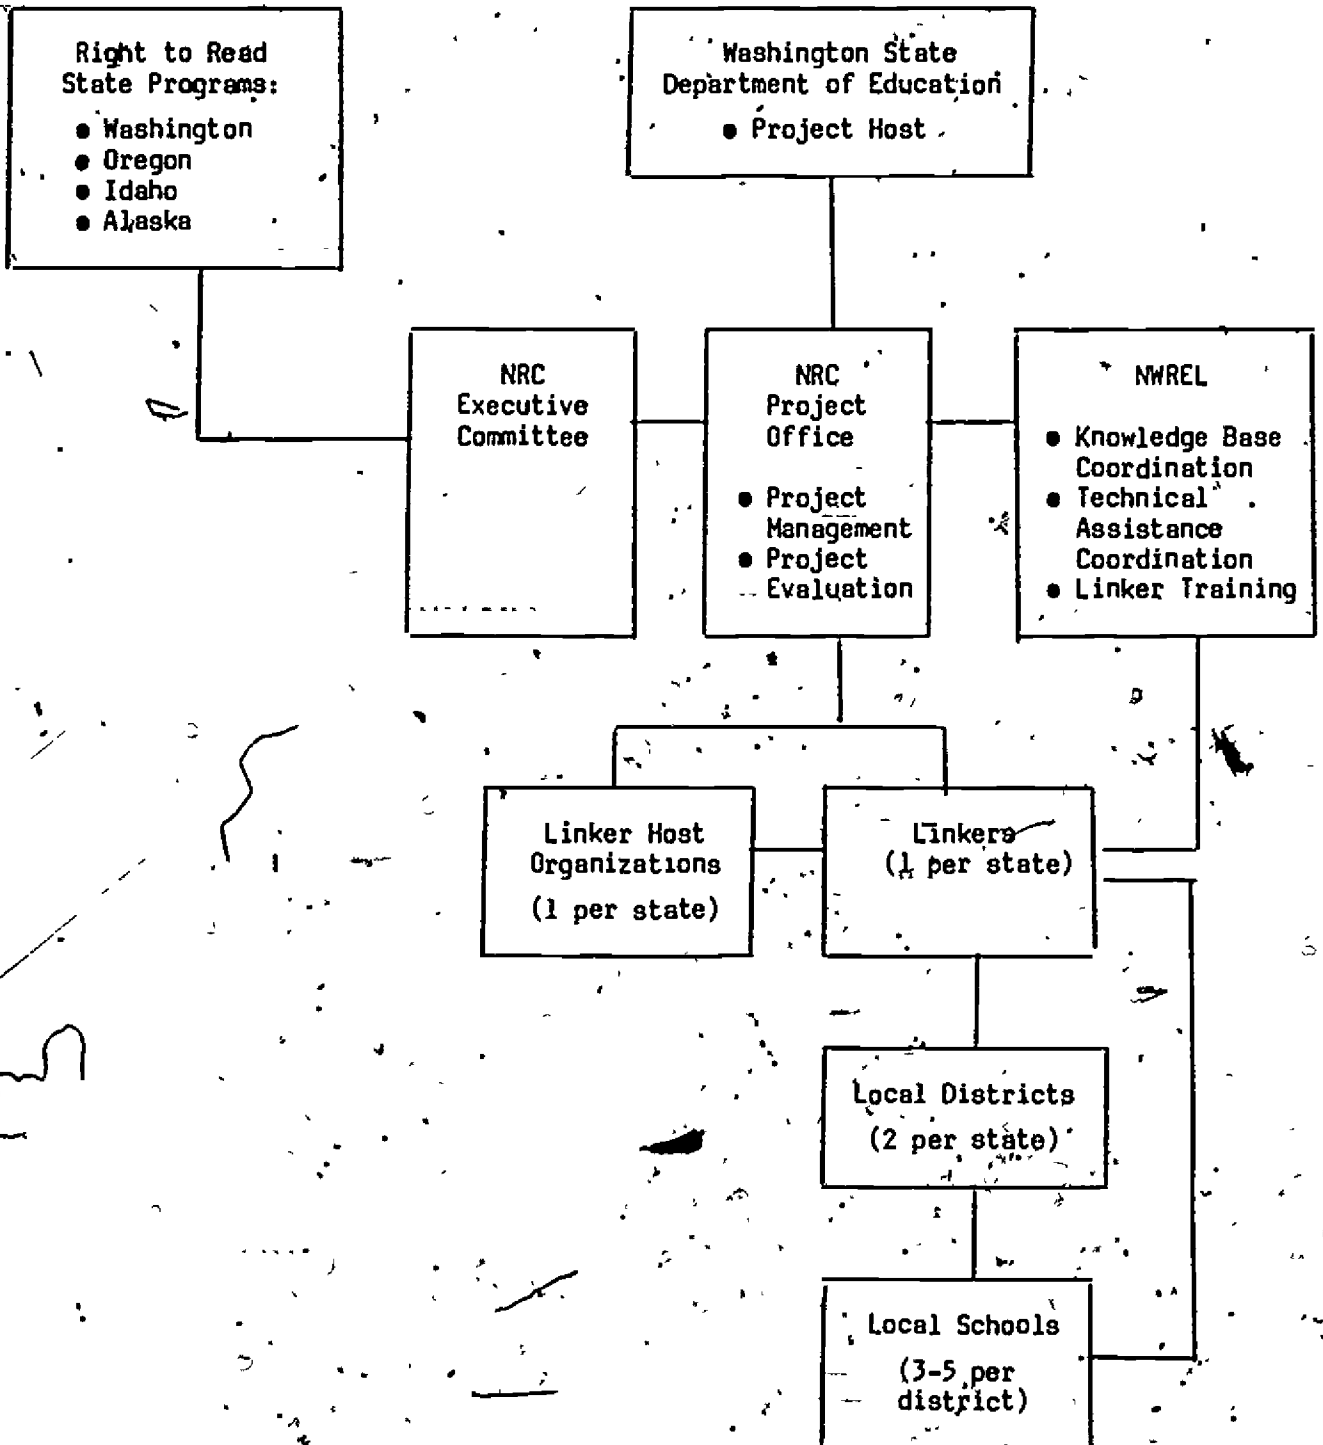 Right to Read
State Programs:
● Washington
● Oregon
● Idaho
● Alaska
Washington State
Department of Education
● Project Host
NRC
Executive
Committee
NRC
Project
Office
● Project
Management
● Project
Evaluation
NWREL
● Knowledge Base
Coordination
● Technical
Assistance
Coordination
● Linker Training
Linker Host
Organizations
(1 per state)
Linkers
(1 per state)
Local Districts
(2 per state)
Local Schools
(3-5 per
district)